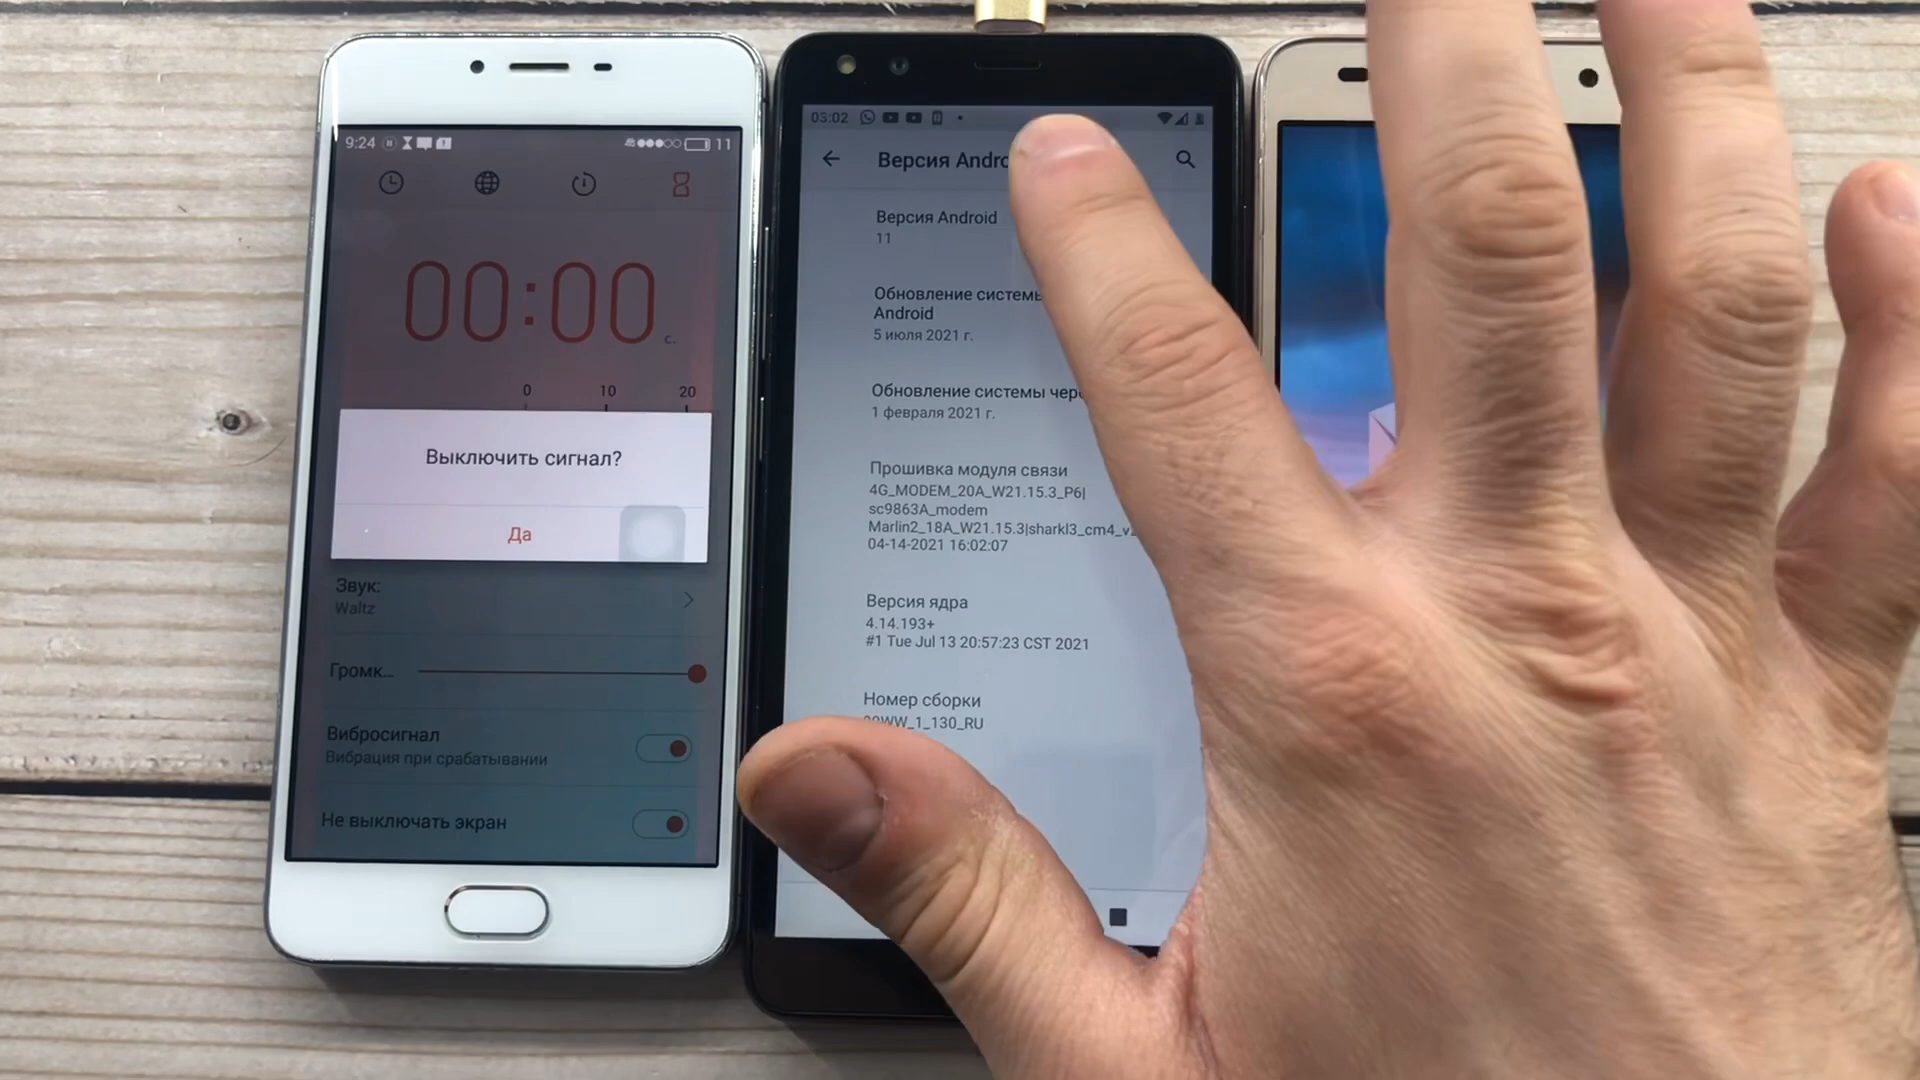 9:24
11
00:00
с.
0 10 20
Выключить сигнал?
Да
Звук:
Waltz
Громк...
Вибросигнал
Вибрация при срабатывании
Не выключать экран
03:02
Версия Andro
Версия Android
11
Обновление системы
Android
5 июля 2021 г.
Обновление системы чер
1 февраля 2021 г.
Прошивка модуля связи
4G_MODEM_20A_W21.15.3_P6|
sc9863A_modem
Marlin2_18A_W21.15.3|sharkl3_cm4_v
04-14-2021 16:02:07
Версия ядра
4.14.193+
#1 Tue Jul 13 20:57:23 CST 2021
Номер сборки
WW_1_130_RU